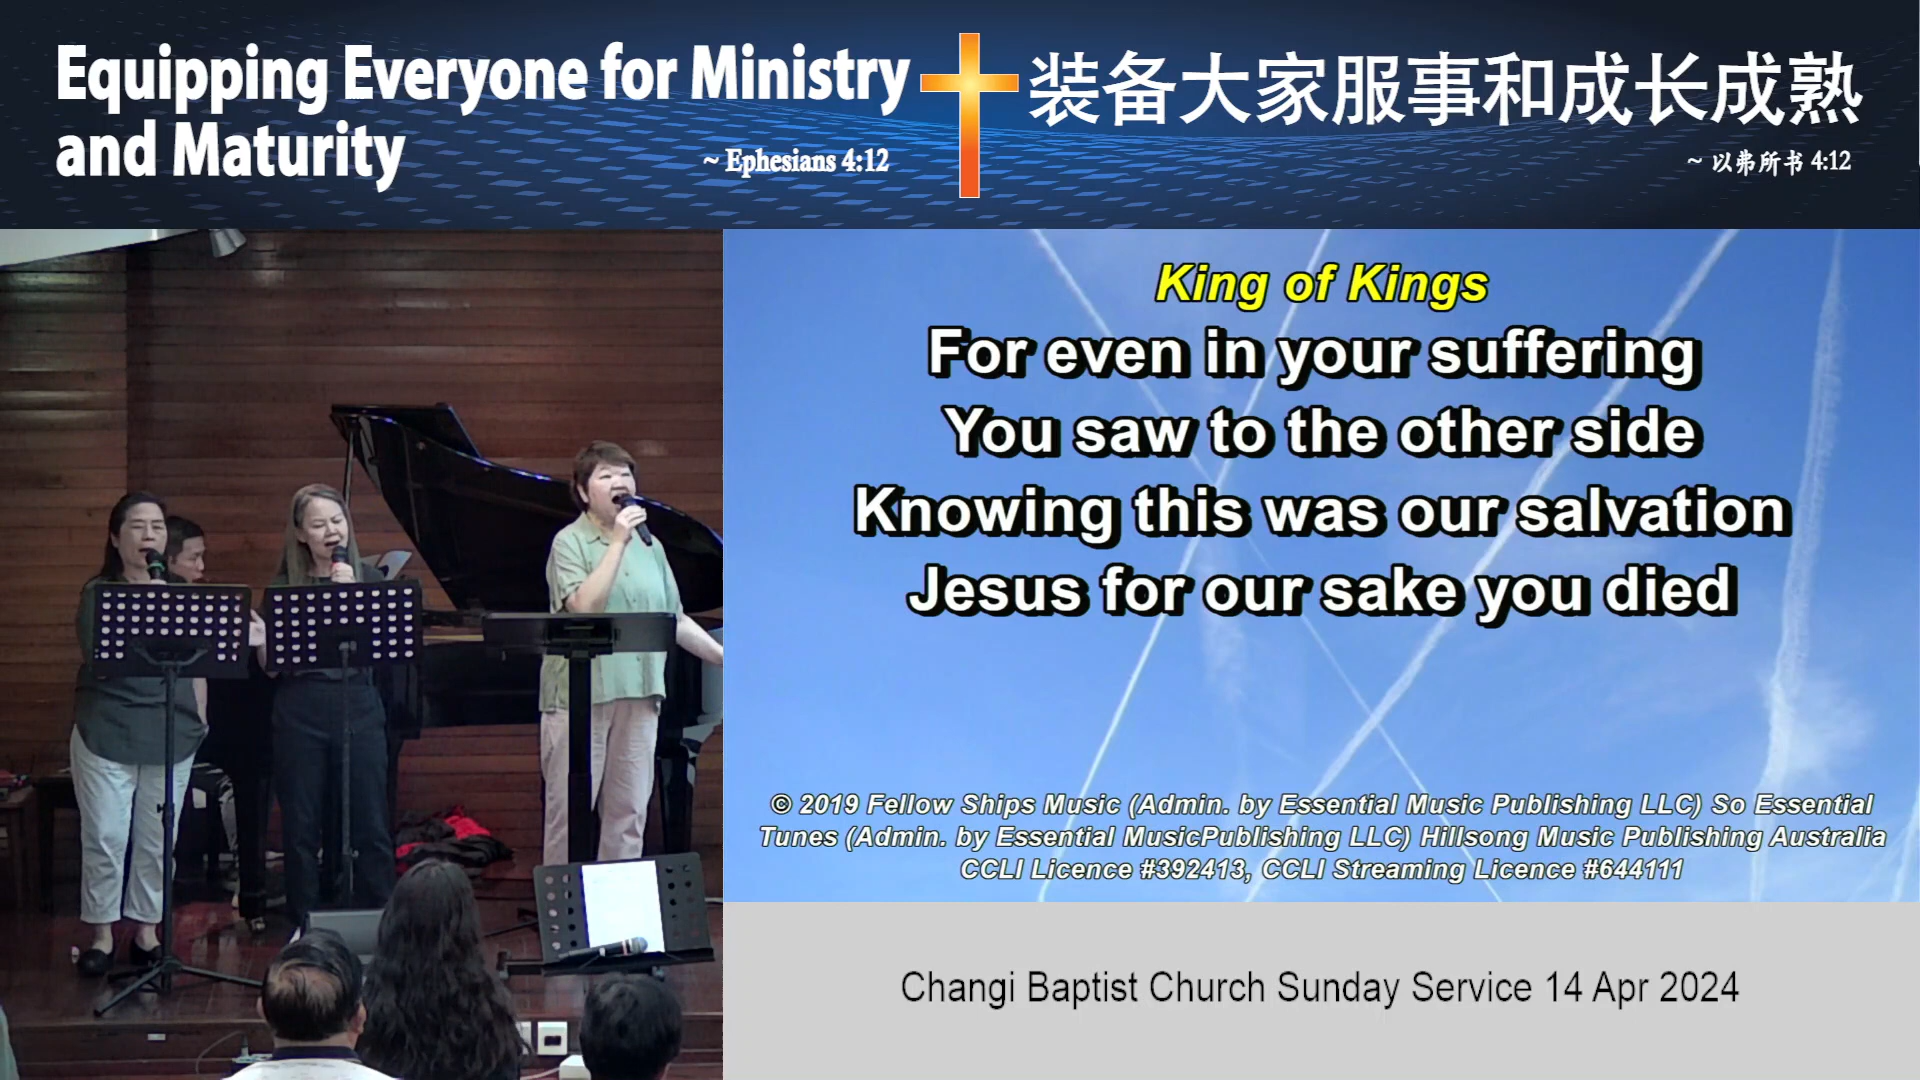 Equipping Everyone for Ministry
and Maturity
~ Ephesians 4:12
装备大家服事和成长成熟
~ 以弗所书 4:12
King of Kings
For even in your suffering
You saw to the other side
Knowing this was our salvation
Jesus for our sake you died
© 2019 Fellow Ships Music (Admin. by Essential Music Publishing LLC) So Essential
Tunes (Admin. by Essential MusicPublishing LLC) Hillsong Music Publishing Australia
CCLI Licence #392413, CCLI Streaming Licence #644111
Changi Baptist Church Sunday Service 14 Apr 2024